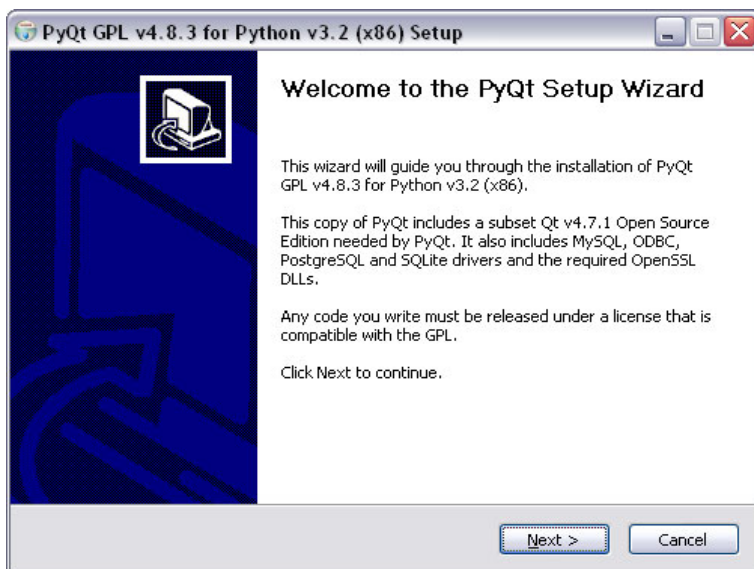 PyQt GPL v4.8.3 for Python v3.2 (x86) Setup
Welcome to the PyQt Setup Wizard
This wizard will guide you through the installation of PyQt
GPL v4.8.3 for Python v3.2 (x86).
This copy of PyQt includes a subset Qt v4.7.1 Open Source
Edition needed by PyQt. It also includes MySQL, ODBC,
PostgreSQL and SQLite drivers and the required OpenSSL
DLLs.
Any code you write must be released under a license that is
compatible with the GPL.
Click Next to continue.
Next >
Cancel